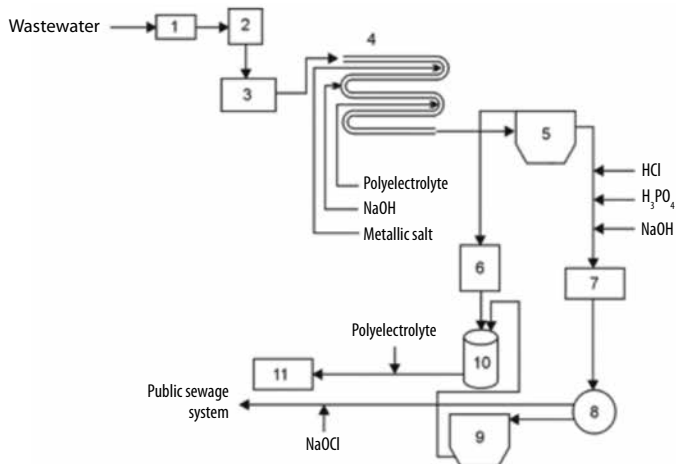 Wastewater
1
2
3
4
5
Polyelectrolyte
NaOH
Metallic salt
HCl
H₃PO₄
NaOH
6
7
Polyelectrolyte
10
11
Public sewage
system
8
9
NaOCl